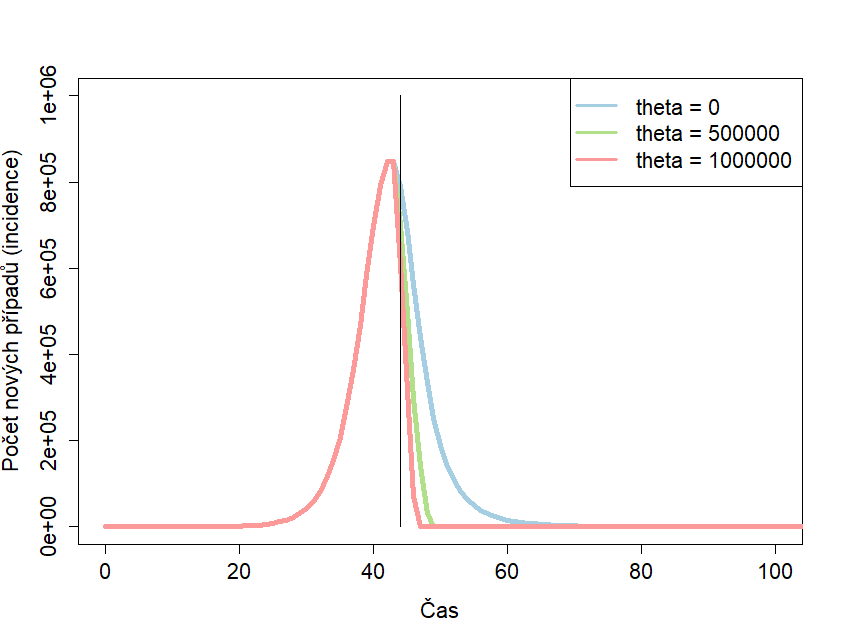 theta = 0
theta = 500000
theta = 1000000
Počet nových případů (incidence)
1e+06
8e+05
6e+05
4e+05
2e+05
0e+00
0 20 40 60 80 100
Čas